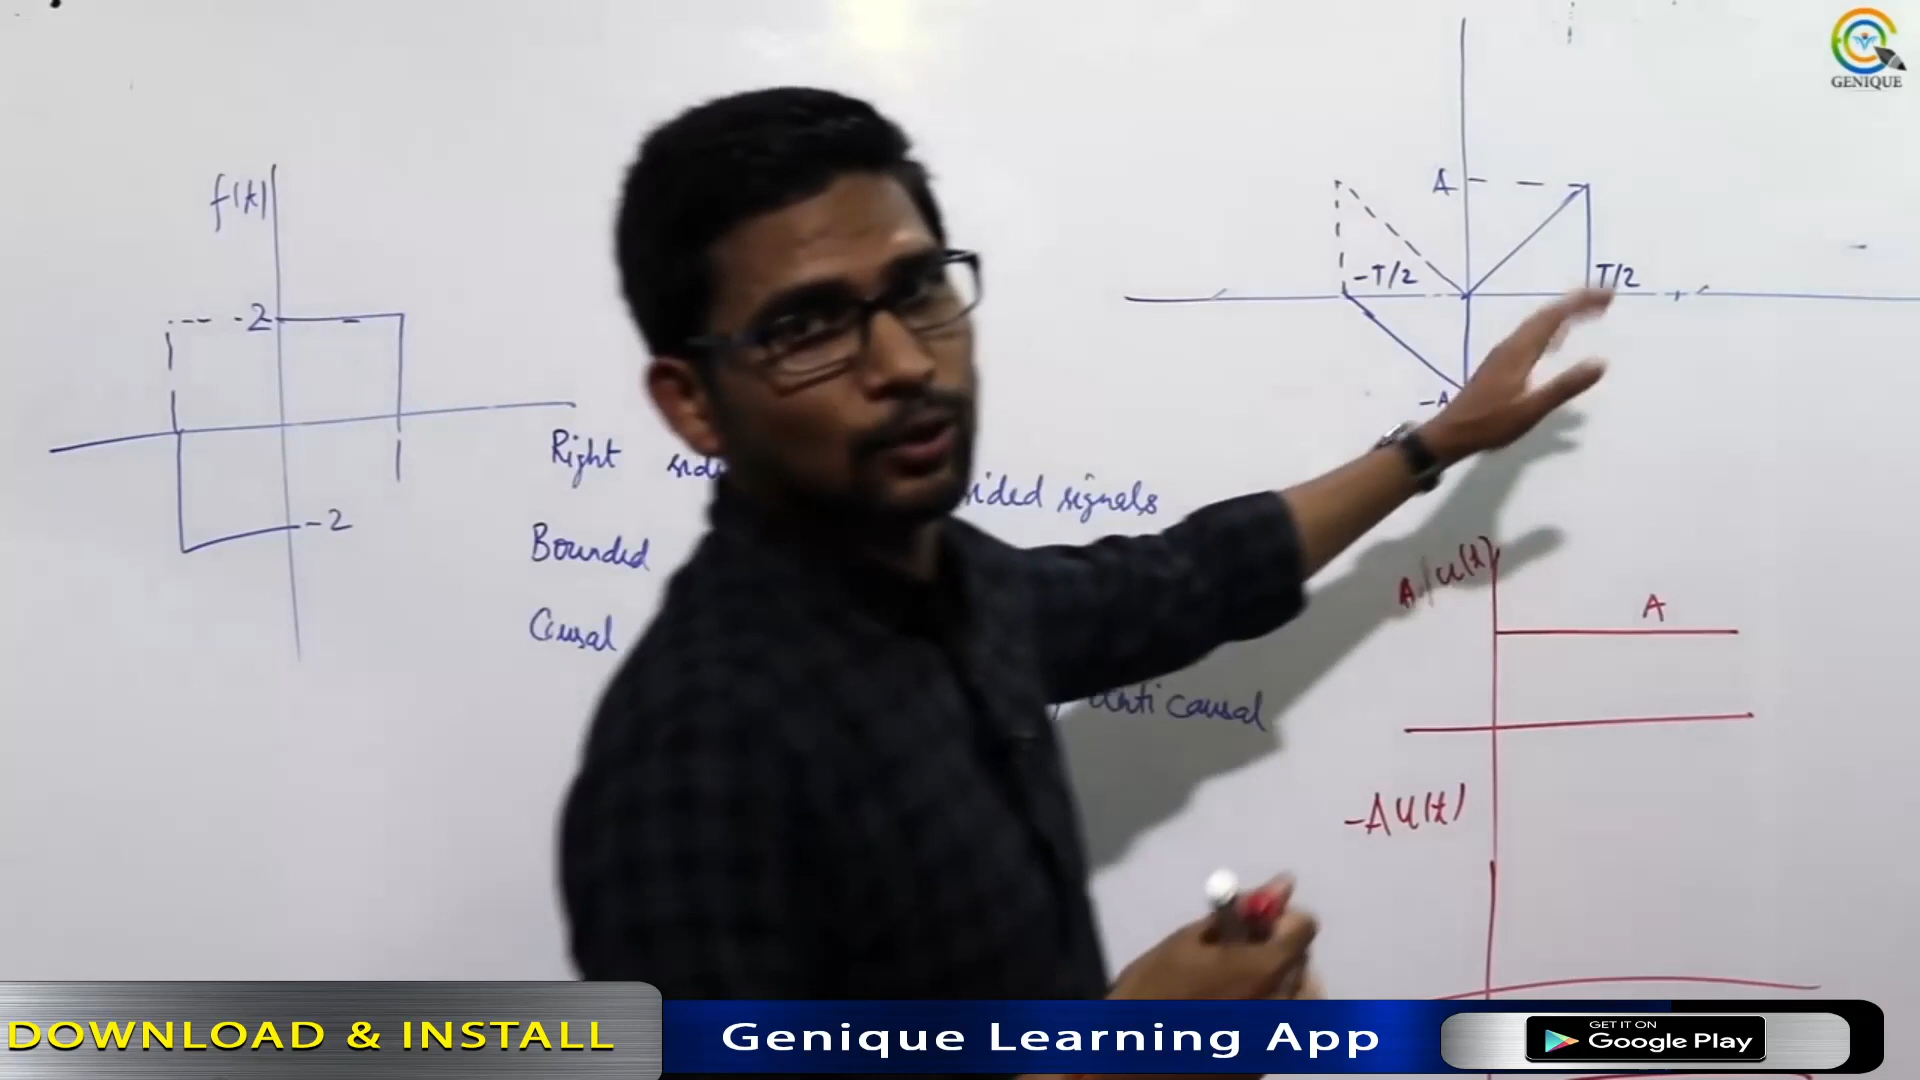 GENIQUE
f(t)
2
-2
A
-T/2
T/2
-A
Right
sided signals
Bounded
Causal
anti causal
A u(t)
A
-A u(t)
DOWNLOAD & INSTALL
Genique Learning App
GET IT ON
Google Play